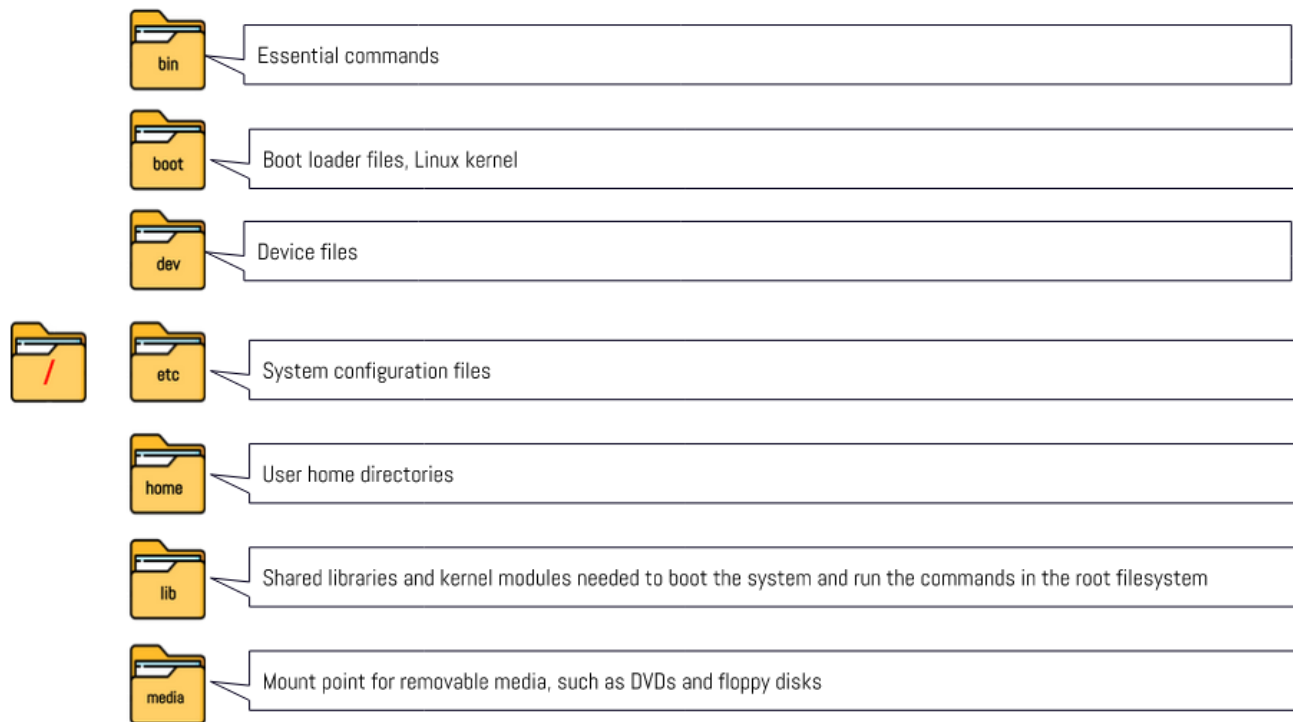 bin
Essential commands
boot
Boot loader files, Linux kernel
dev
Device files
/
etc
System configuration files
home
User home directories
lib
Shared libraries and kernel modules needed to boot the system and run the commands in the root filesystem
media
Mount point for removable media, such as DVDs and floppy disks